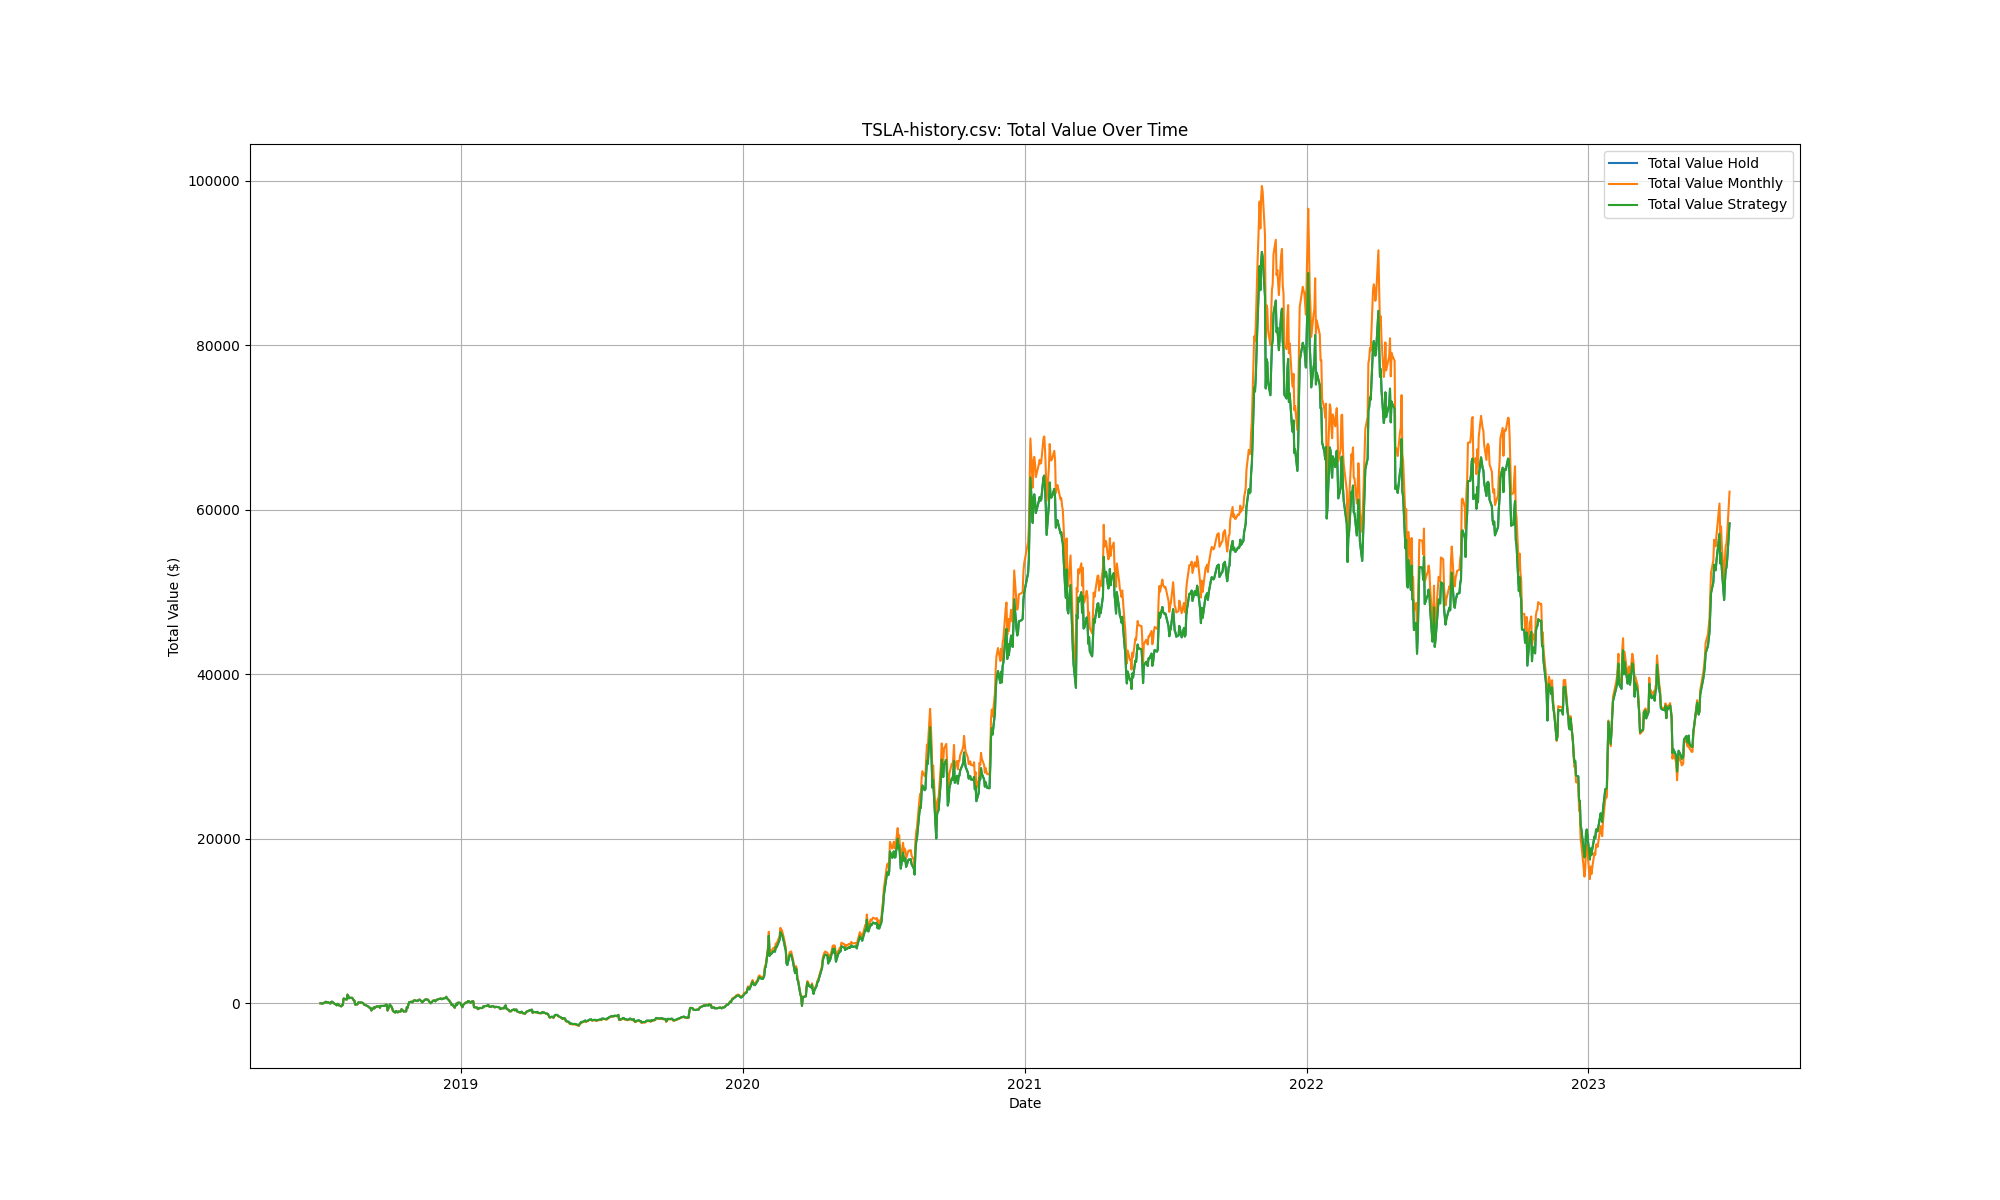 TSLA-history.csv: Total Value Over Time
Total Value Hold
Total Value Monthly
Total Value Strategy
100000
80000
60000
40000
20000
0
Total Value ($)
2019 2020 2021 2022 2023
Date